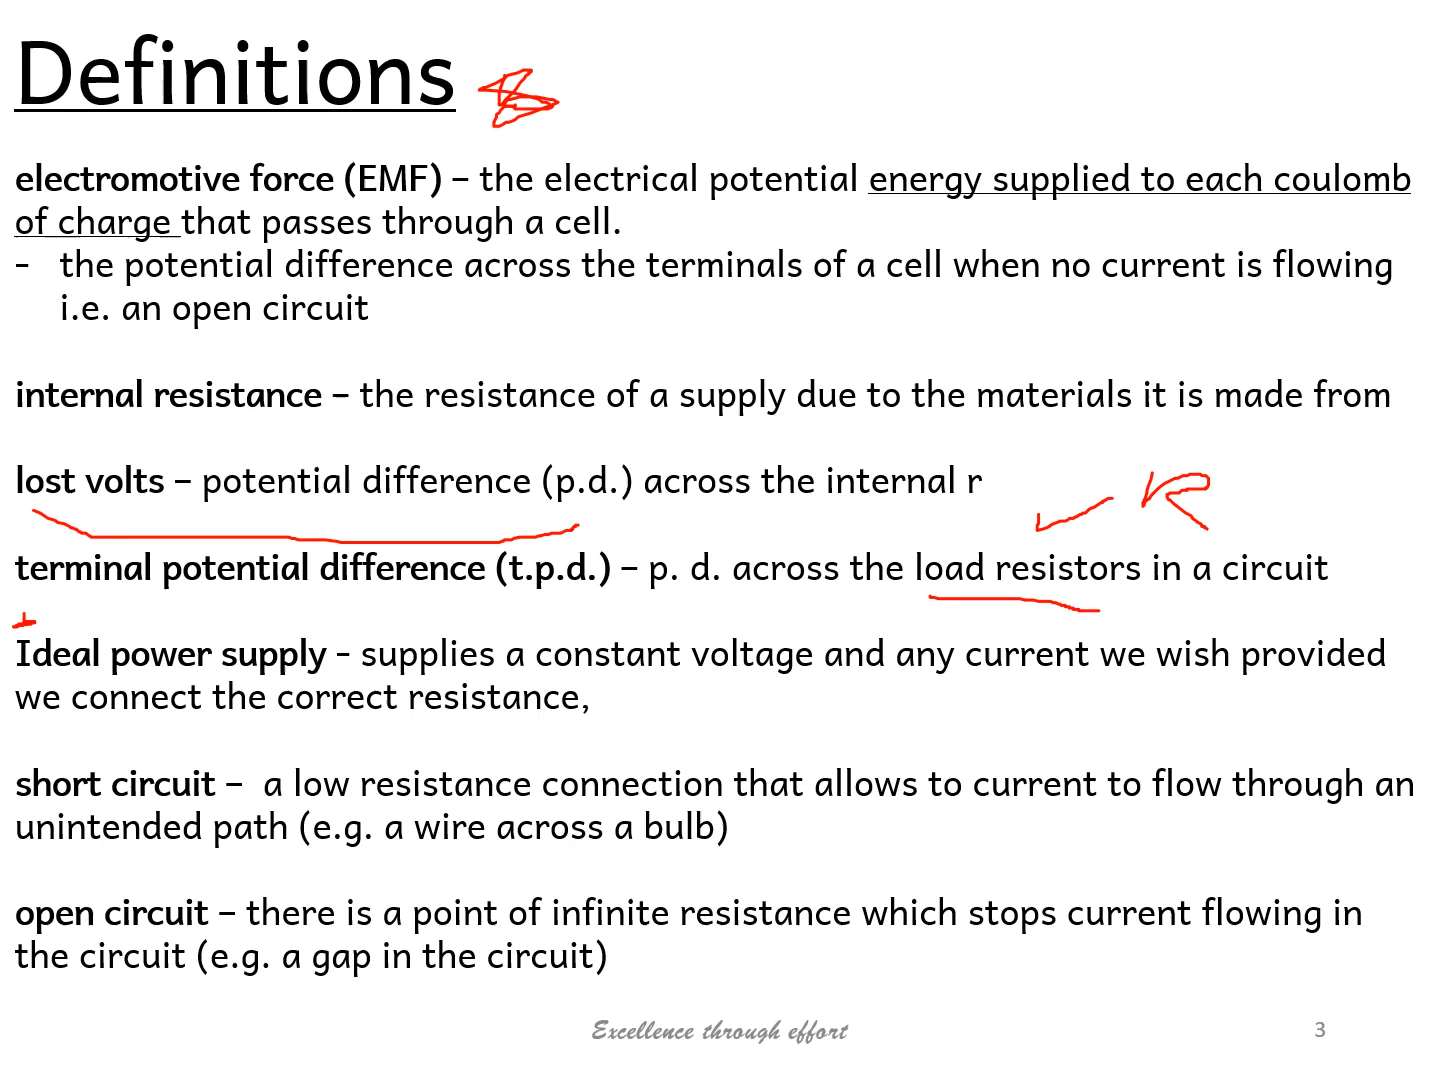 Definitions
electromotive force (EMF) – the electrical potential energy supplied to each coulomb
of charge that passes through a cell.
- the potential difference across the terminals of a cell when no current is flowing
i.e. an open circuit
internal resistance – the resistance of a supply due to the materials it is made from
lost volts – potential difference (p.d.) across the internal r
terminal potential difference (t.p.d.) – p. d. across the load resistors in a circuit
Ideal power supply - supplies a constant voltage and any current we wish provided
we connect the correct resistance,
short circuit – a low resistance connection that allows to current to flow through an
unintended path (e.g. a wire across a bulb)
open circuit – there is a point of infinite resistance which stops current flowing in
the circuit (e.g. a gap in the circuit)
Excellence through effort
3